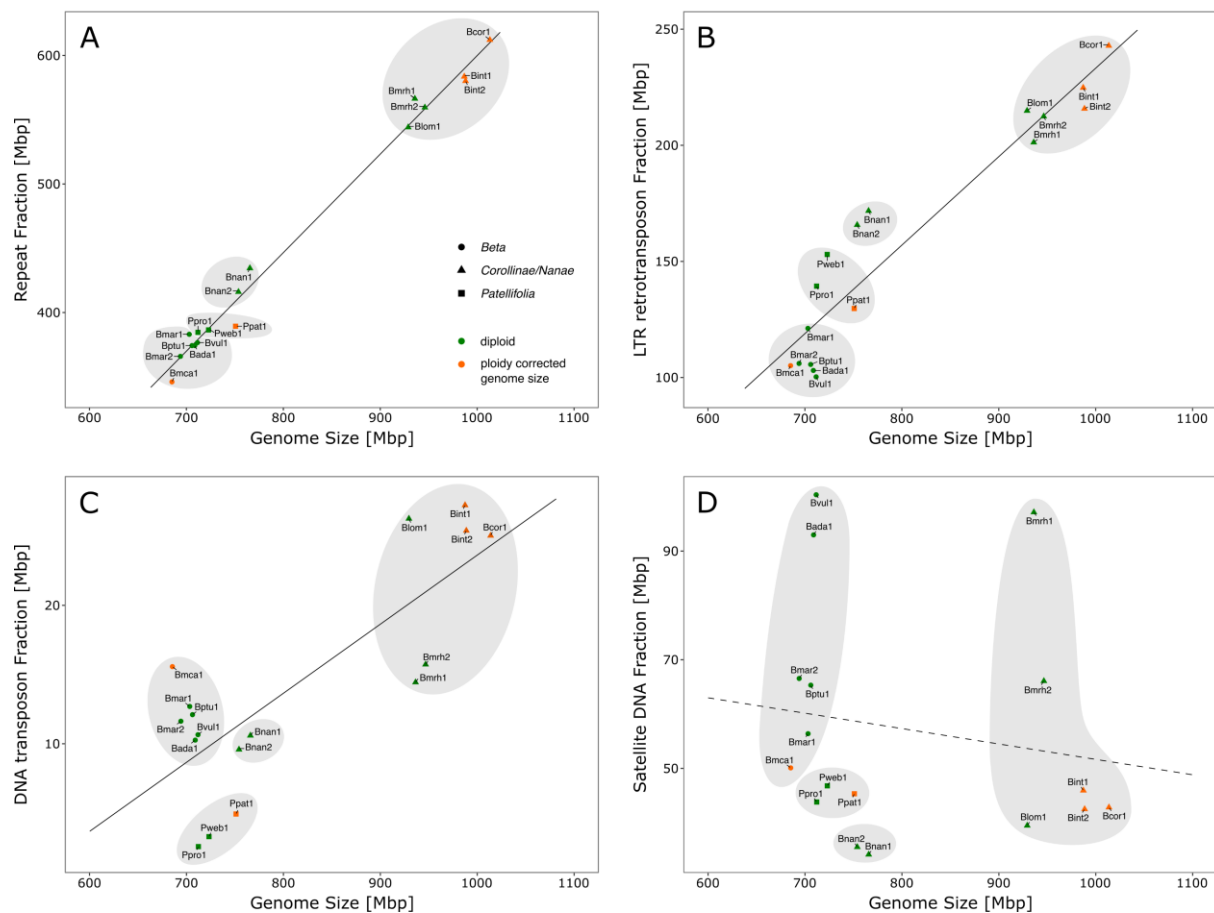 A
Repeat Fraction [Mbp]
600
400
Bcor1
Bint1
Bint2
Bmrh1
Bmrh2
Blom1
Bnan1
Bnan2
Ppro1
Bmar1
Pweb1
Ppat1
Bptu1
Bvul1
Bmar2
Bada1
Bmca1
Beta
Corollinae/Nanae
Patellifolia
diploid
ploidy corrected
genome size
600 700 800 900 1000 1100
Genome Size [Mbp]
B
LTR retrotransposon Fraction [Mbp]
250
200
150
100
Bcor1
Bint1
Blom1
Bint2
Bmrh2
Bmrh1
Bnan1
Bnan2
Pweb1
Ppro1
Ppat1
Bmar1
Bmar2
Bptu1
Bmca1
Bada1
Bvul1
600 700 800 900 1000 1100
Genome Size [Mbp]
C
DNA transposon Fraction [Mbp]
20
10
Bint1
Blom1
Bint2
Bcor1
Bmrh2
Bmrh1
Bmca1
Bmar1
Bptu1
Bmar2
Bvul1
Bada1
Bnan1
Bnan2
Ppat1
Pweb1
Ppro1
600 700 800 900 1000 1100
Genome Size [Mbp]
D
Satellite DNA Fraction [Mbp]
90
70
50
Bvul1
Bada1
Bmrh1
Bmar2
Bptu1
Bmrh2
Bmar1
Bmca1
Pweb1
Ppro1
Ppat1
Bint1
Bint2
Bcor1
Blom1
Bnan2
Bnan1
600 700 800 900 1000 1100
Genome Size [Mbp]